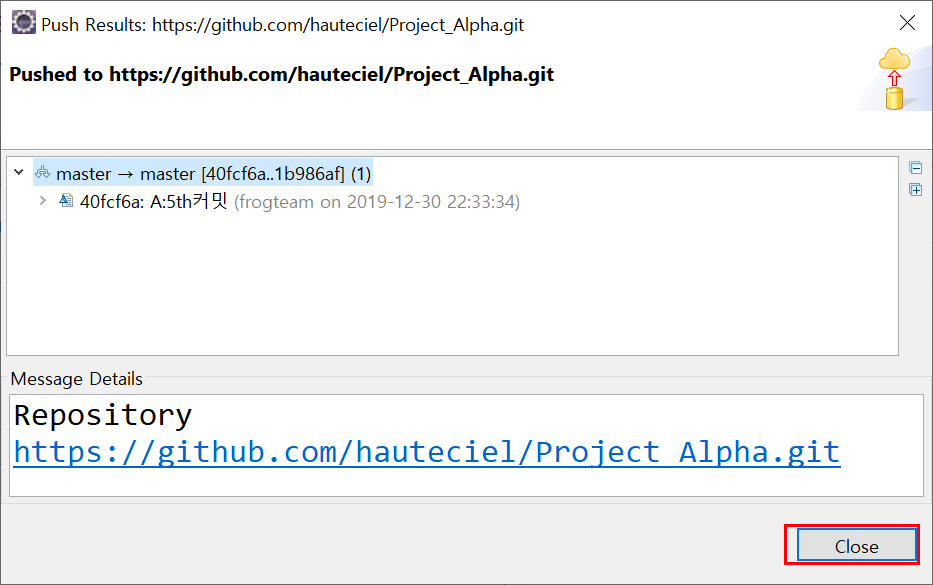 Push Results: https://github.com/hauteciel/Project_Alpha.git
Pushed to https://github.com/hauteciel/Project_Alpha.git
master → master [40fcf6a..1b986af] (1)
40fcf6a: A:5th커밋 (frogteam on 2019-12-30 22:33:34)
Message Details
Repository
https://github.com/hauteciel/Project_Alpha.git
Close